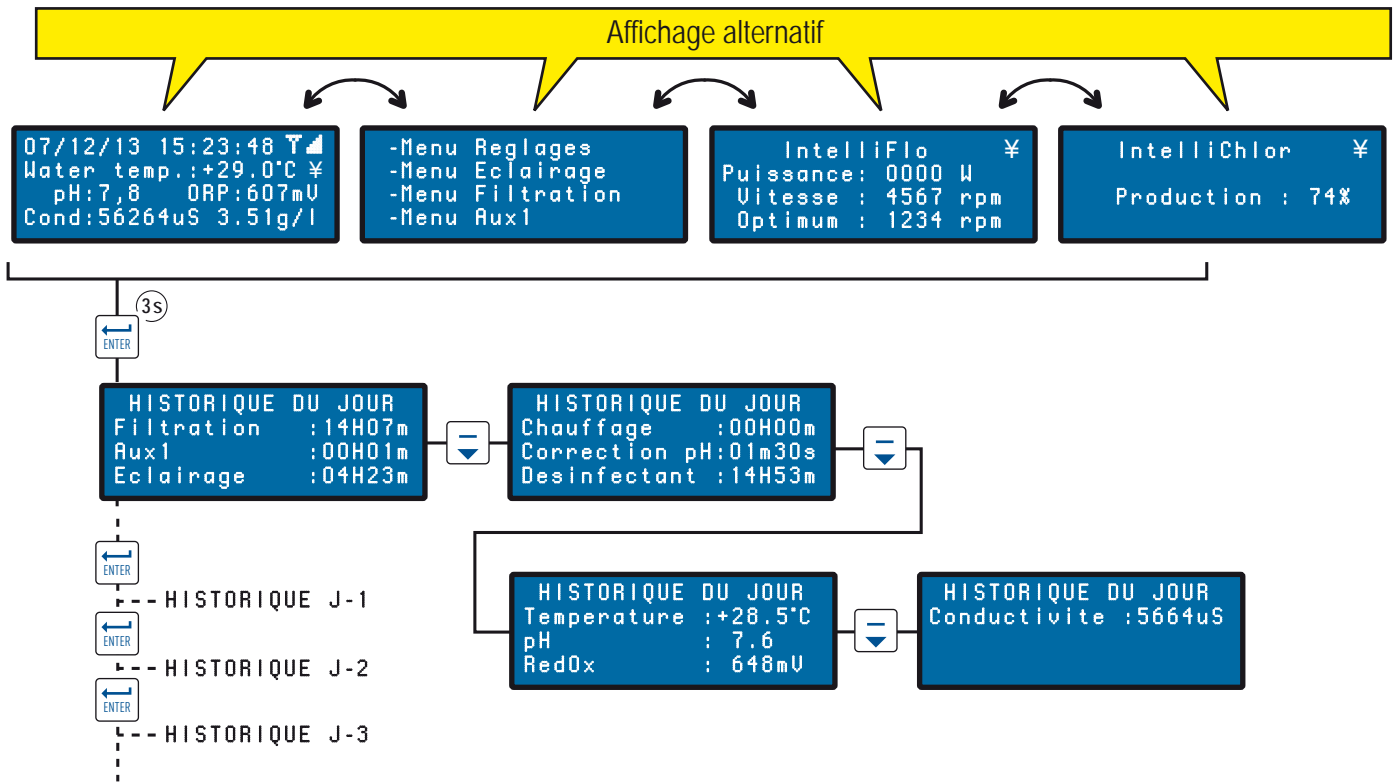 Affichage alternatif
07/12/13 15:23:48
Water temp.:+29.0°C ¥
pH:7,8 ORP:607mV
Cond:56264uS 3.51g/l
-Menu Reglages
-Menu Eclairage
-Menu Filtration
-Menu Aux1
IntelliFlo ¥
Puissance: 0000 W
Vitesse : 4567 rpm
Optimum : 1234 rpm
IntelliChlor ¥
Production : 74%
3s
ENTER
HISTORIQUE DU JOUR
Filtration :14H07m
Aux1 :00H01m
Eclairage :04H23m
HISTORIQUE DU JOUR
Chauffage :00H00m
Correction pH:01m30s
Desinfectant :14H53m
ENTER
HISTORIQUE J-1
ENTER
HISTORIQUE J-2
ENTER
HISTORIQUE J-3
HISTORIQUE DU JOUR
Temperature :+28.5°C
pH : 7.6
RedOx : 648mV
HISTORIQUE DU JOUR
Conductivite :5664uS